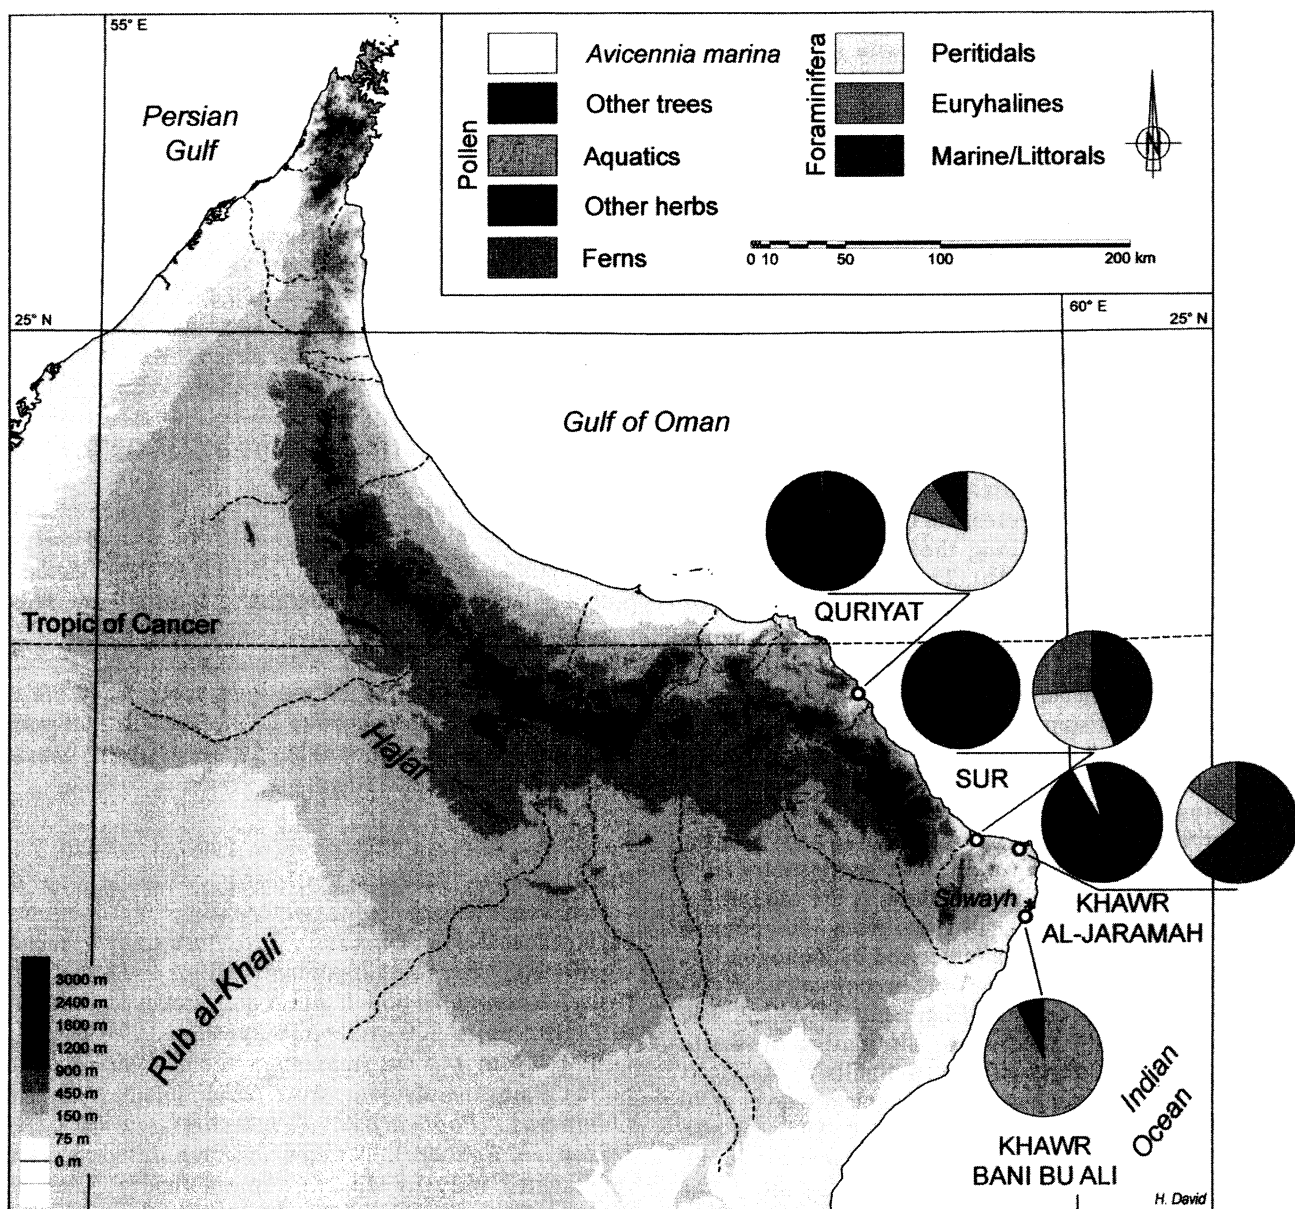 55° E
Persian
Gulf
Pollen
Avicennia marina
Other trees
Aquatics
Other herbs
Ferns
Foraminifera
Peritidals
Euryhalines
Marine/Littorals
N
0 10 50 100 200 km
25° N
60° E 25° N
Gulf of Oman
QURIYAT
Tropic of Cancer
SUR
Hajar
Suwayh
KHAWR
AL-JARAMAH
Rub al-Khali
3000 m
2400 m
1800 m
1200 m
900 m
450 m
150 m
75 m
0 m
Indian
Ocean
KHAWR
BANI BU ALI
H. David